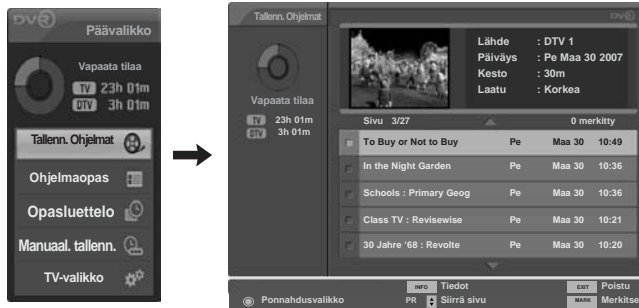 DVR
Päävalikko
Vapaata tilaa
TV 23h 01m
DTV 3h 01m
Tallenn. Ohjelmat
Ohjelmaopas
Opasluettelo
Manuaal. tallenn.
TV-valikko
Tallenn. Ohjelmat
DVR
Vapaata tilaa
TV 23h 01m
DTV 3h 01m
Lähde : DTV 1
Päiväys : Pe Maa 30 2007
Kesto : 30m
Laatu : Korkea
Sivu 3/27 0 merkitty
To Buy or Not to Buy Pe Maa 30 10:49
In the Night Garden Pe Maa 30 10:36
Schools : Primary Geog Pe Maa 30 10:36
Class TV : Revisewise Pe Maa 30 10:21
30 Jahre '68 : Revolte Pe Maa 30 10:20
INFO Tiedot EXIT Poistu
Ponnahdusvalikko PR Siirrä sivu MARK Merkitse